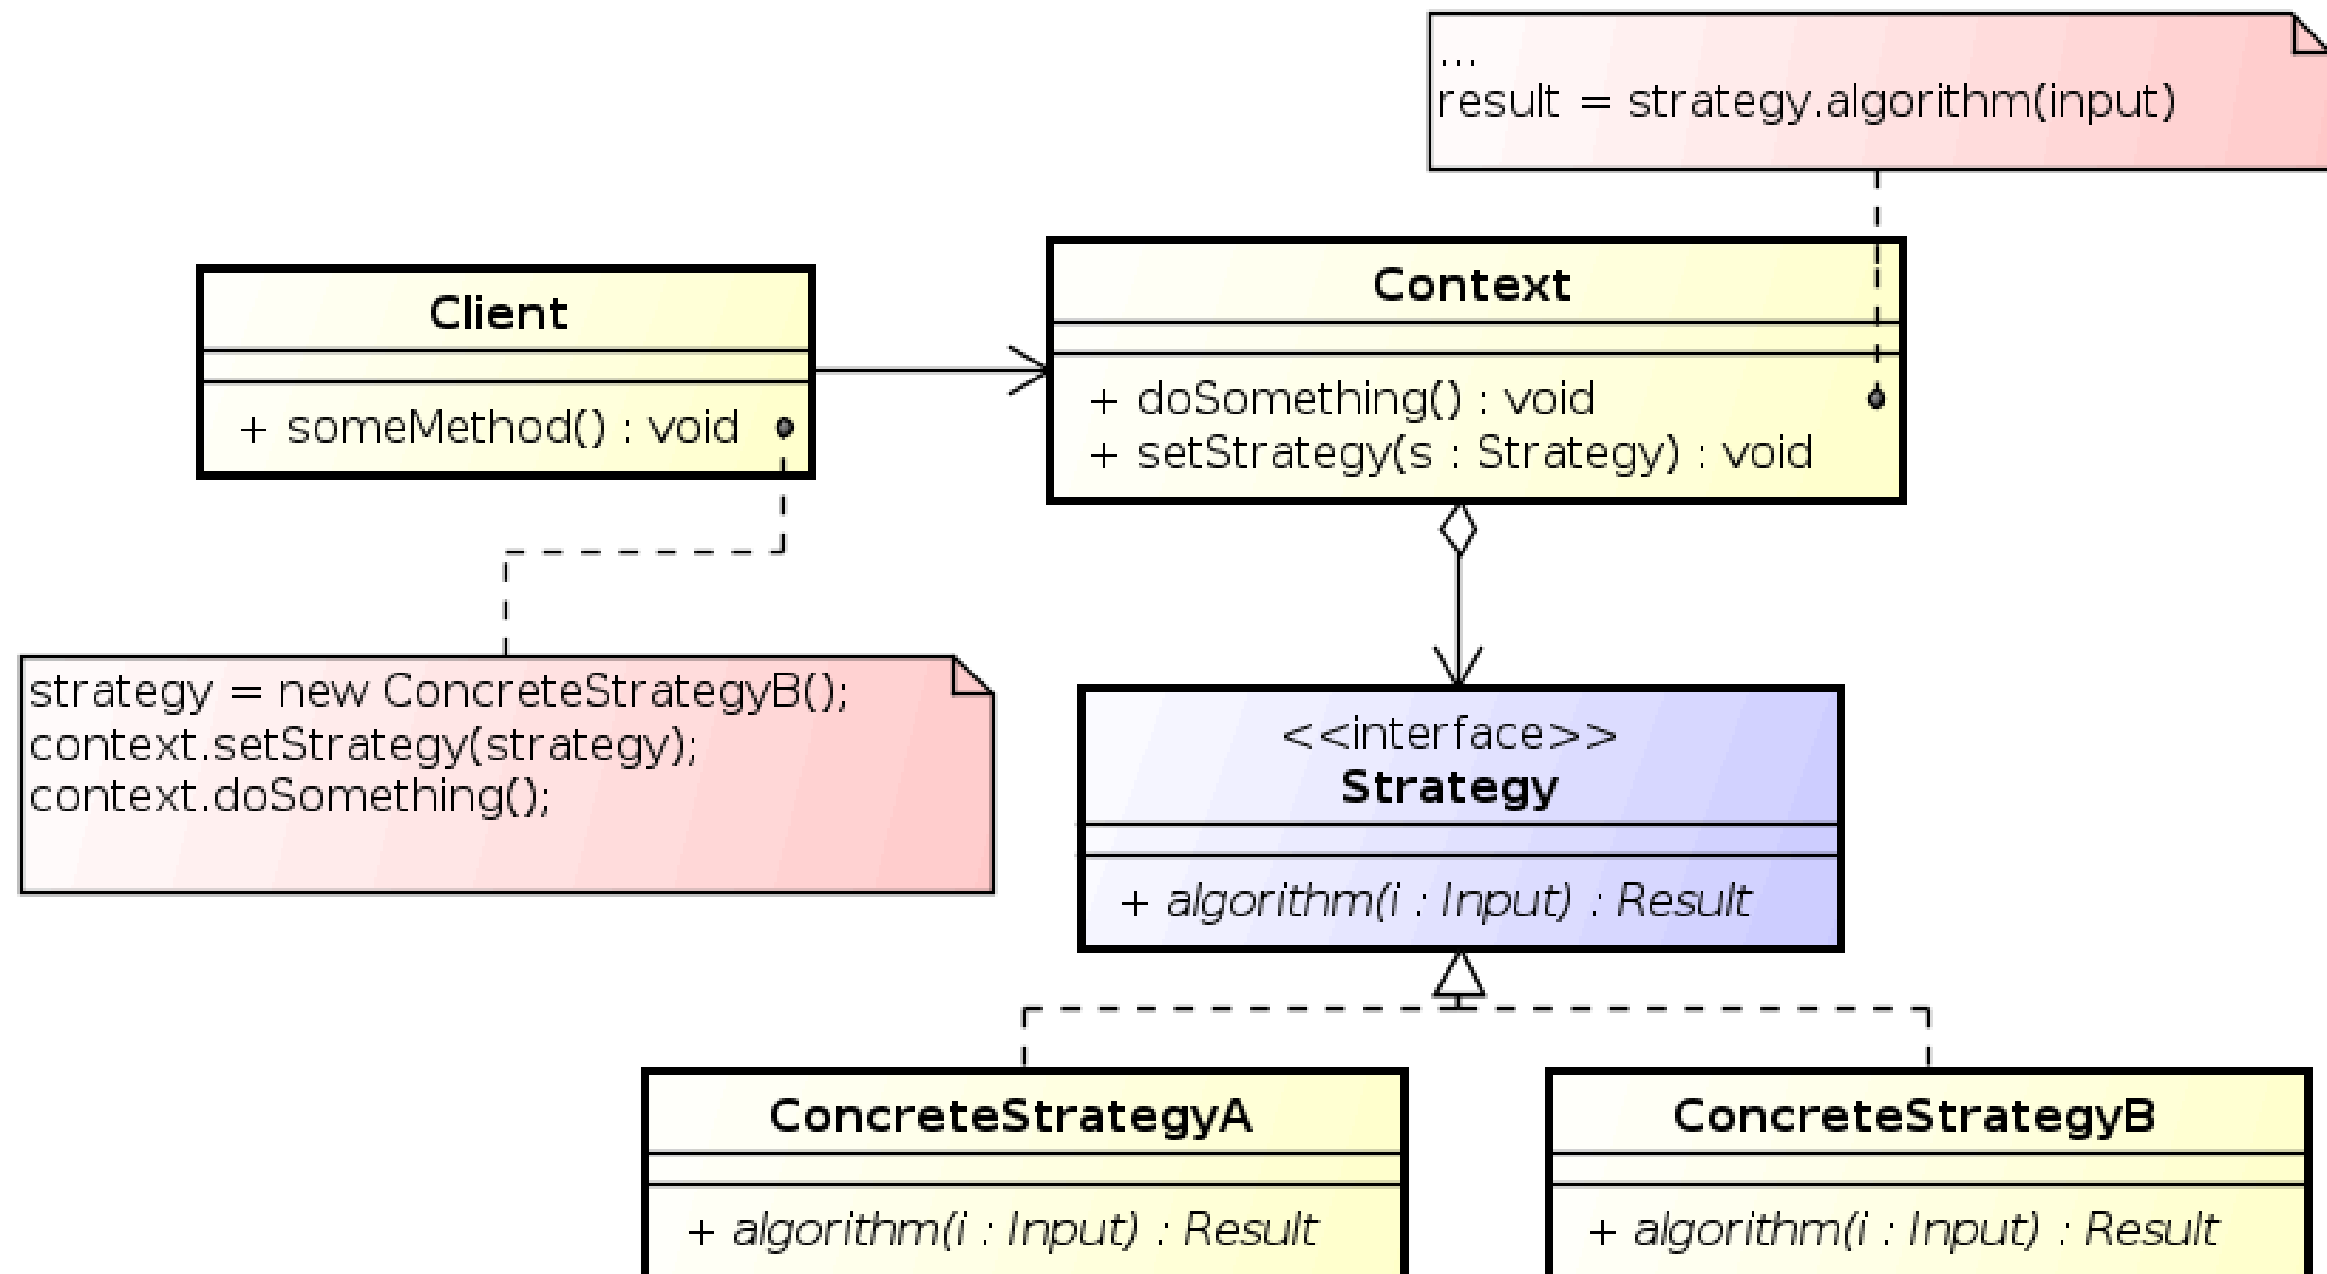 ...
result = strategy.algorithm(input)
Client
+ someMethod() : void
Context
+ doSomething() : void
+ setStrategy(s : Strategy) : void
strategy = new ConcreteStrategyB();
context.setStrategy(strategy);
context.doSomething();
<<interface>>
Strategy
+ algorithm(i : Input) : Result
ConcreteStrategyA
+ algorithm(i : Input) : Result
ConcreteStrategyB
+ algorithm(i : Input) : Result